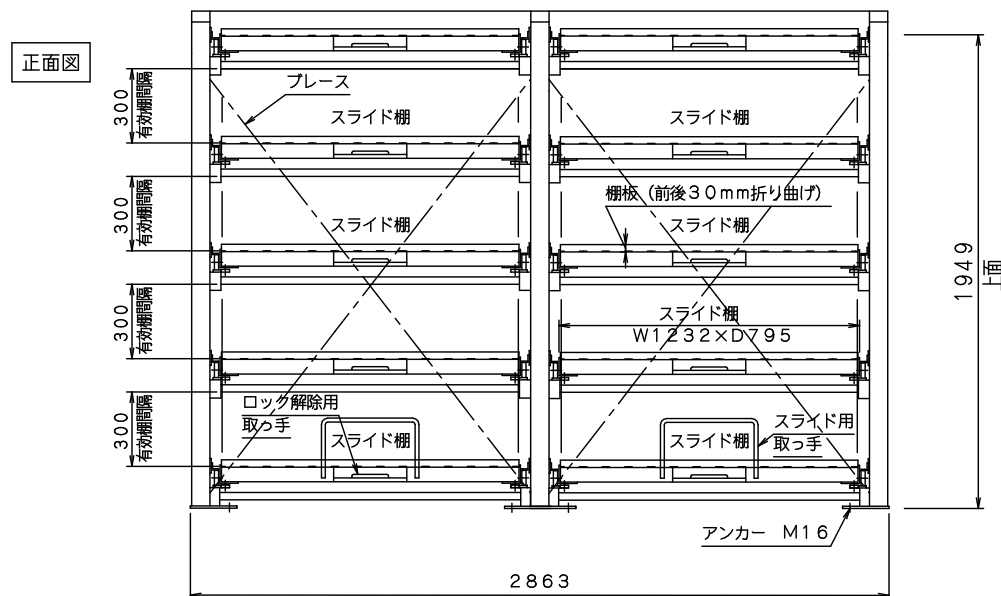 正面図
ブレース
300
有効棚間隔
スライド棚
スライド棚
棚板（前後30mm折り曲げ）
300
有効棚間隔
スライド棚
スライド棚
1949
上面
300
有効棚間隔
スライド棚
W1232×D795
300
有効棚間隔
ロック解除用
取っ手
スライド棚
スライド棚
スライド用
取っ手
アンカー M16
2863